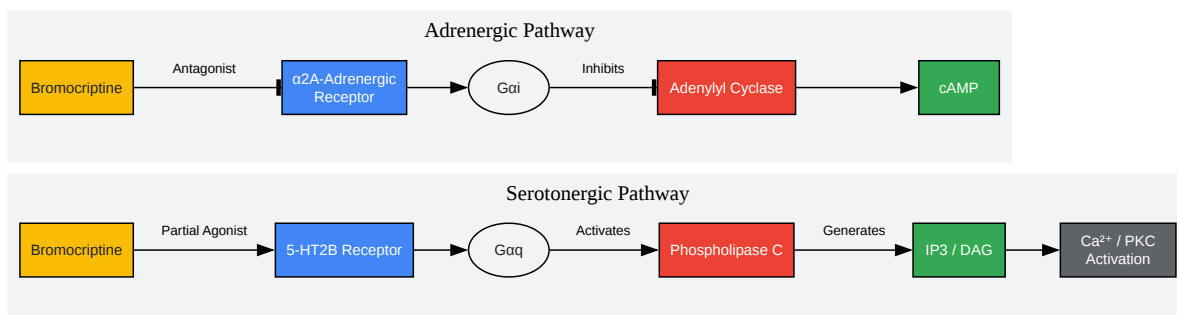 Adrenergic Pathway
Bromocriptine
Antagonist
α2A-Adrenergic
Receptor
Gαi
Inhibits
Adenylyl Cyclase
cAMP
Serotonergic Pathway
Bromocriptine
Partial Agonist
5-HT2B Receptor
Gαq
Activates
Phospholipase C
Generates
IP3 / DAG
Ca²⁺ / PKC
Activation